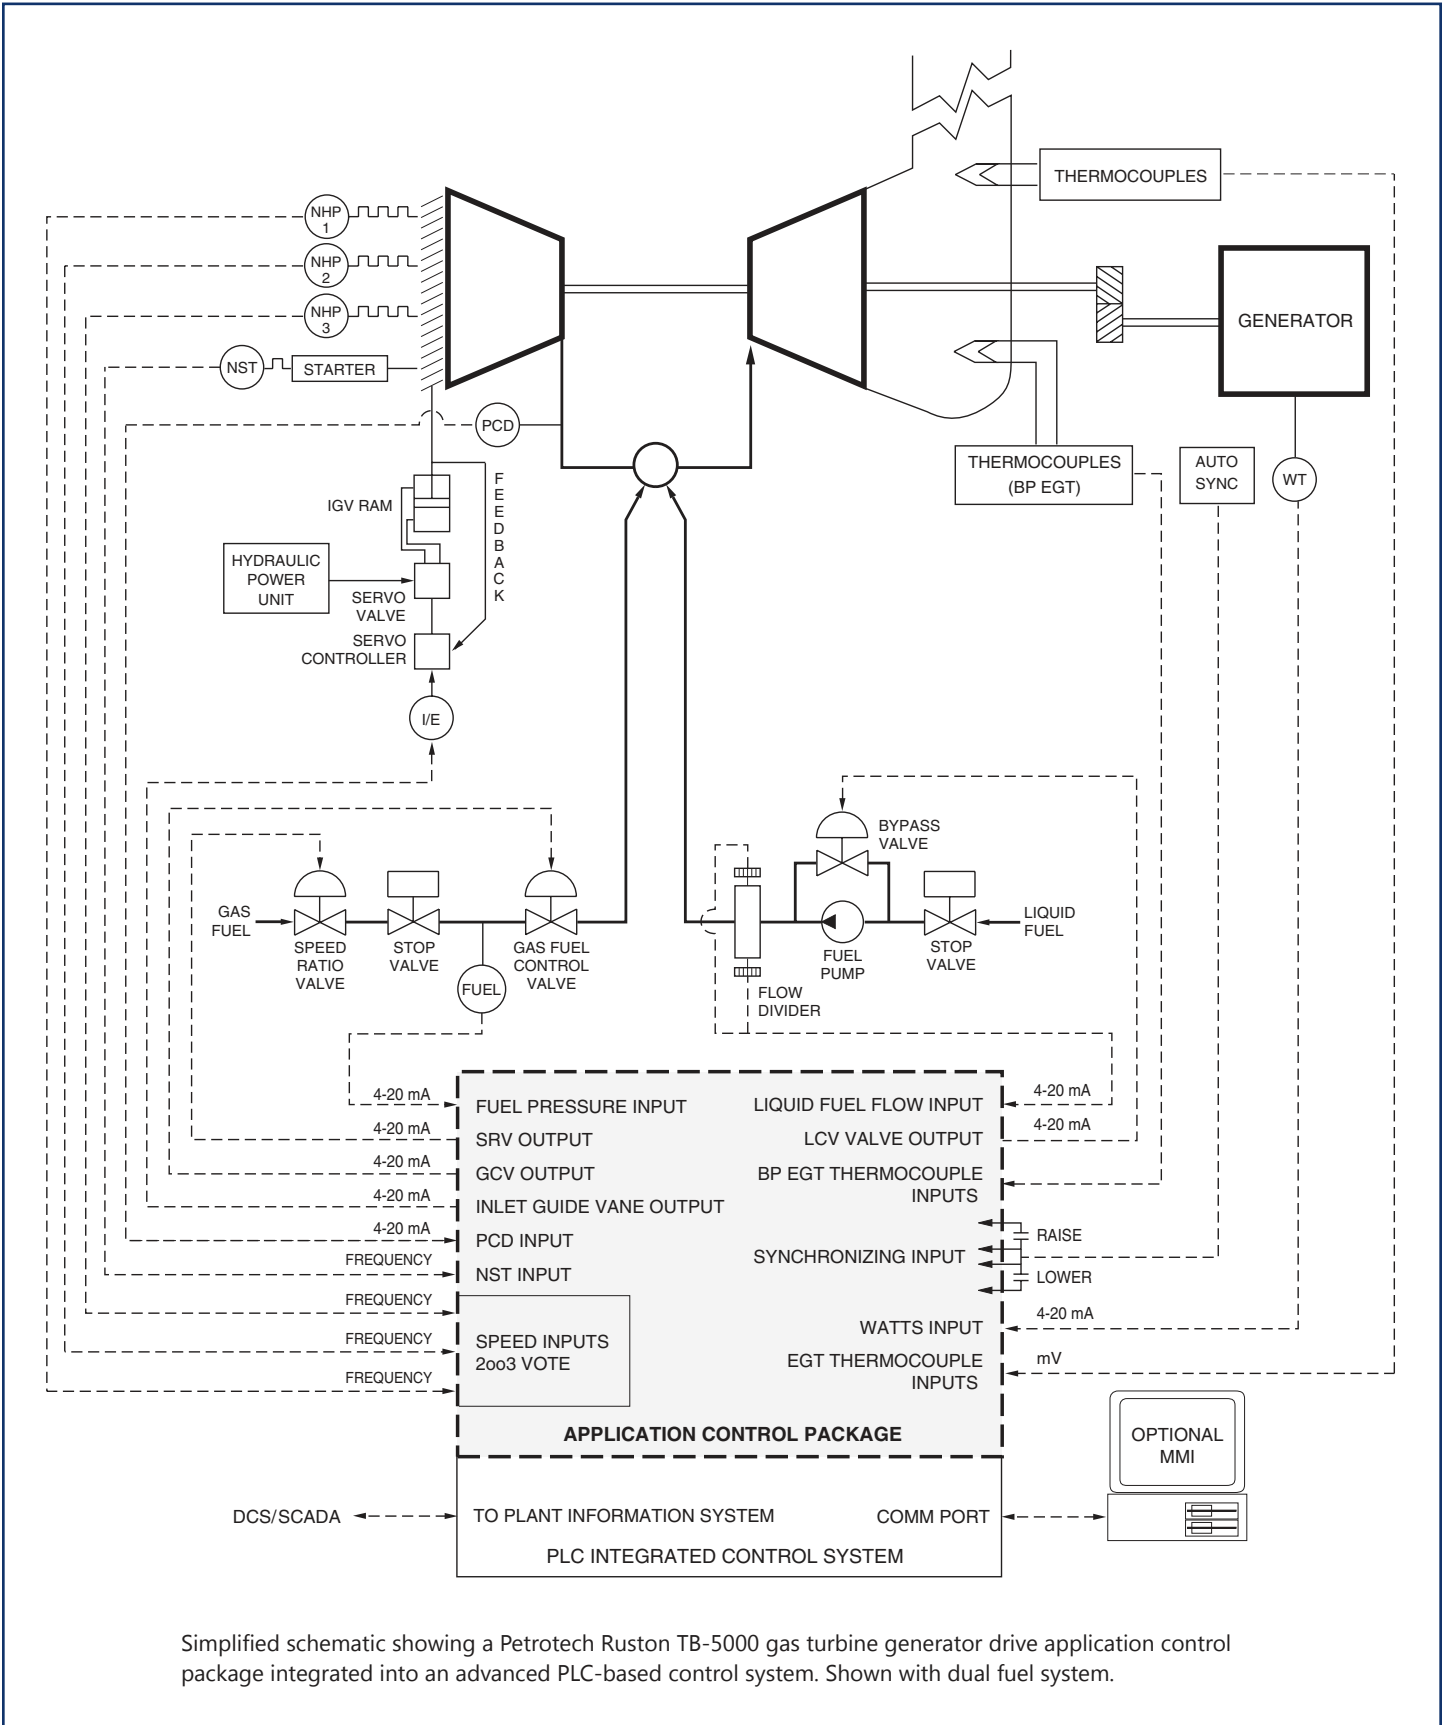 THERMOCOUPLES
NHP
1
NHP
2
NHP
3
NST
STARTER
GENERATOR
PCD
THERMOCOUPLES
(BP EGT)
AUTO
SYNC
WT
FEEDBACK
IGV RAM
HYDRAULIC
POWER
UNIT
SERVO
VALVE
SERVO
CONTROLLER
I/E
BYPASS
VALVE
GAS
FUEL
SPEED
RATIO
VALVE
STOP
VALVE
GAS FUEL
CONTROL
VALVE
FUEL
FUEL
PUMP
STOP
VALVE
LIQUID
FUEL
FLOW
DIVIDER
4-20 mA
FUEL PRESSURE INPUT
4-20 mA
SRV OUTPUT
4-20 mA
GCV OUTPUT
4-20 mA
INLET GUIDE VANE OUTPUT
4-20 mA
PCD INPUT
FREQUENCY
NST INPUT
FREQUENCY
FREQUENCY
FREQUENCY
SPEED INPUTS
2oo3 VOTE
LIQUID FUEL FLOW INPUT
4-20 mA
LCV VALVE OUTPUT
4-20 mA
BP EGT THERMOCOUPLE
INPUTS
SYNCHRONIZING INPUT
RAISE
LOWER
WATTS INPUT
4-20 mA
EGT THERMOCOUPLE
INPUTS
mV
APPLICATION CONTROL PACKAGE
OPTIONAL
MMI
DCS/SCADA
TO PLANT INFORMATION SYSTEM
COMM PORT
PLC INTEGRATED CONTROL SYSTEM
Simplified schematic showing a Petrotech Ruston TB-5000 gas turbine generator drive application control
package integrated into an advanced PLC-based control system. Shown with dual fuel system.